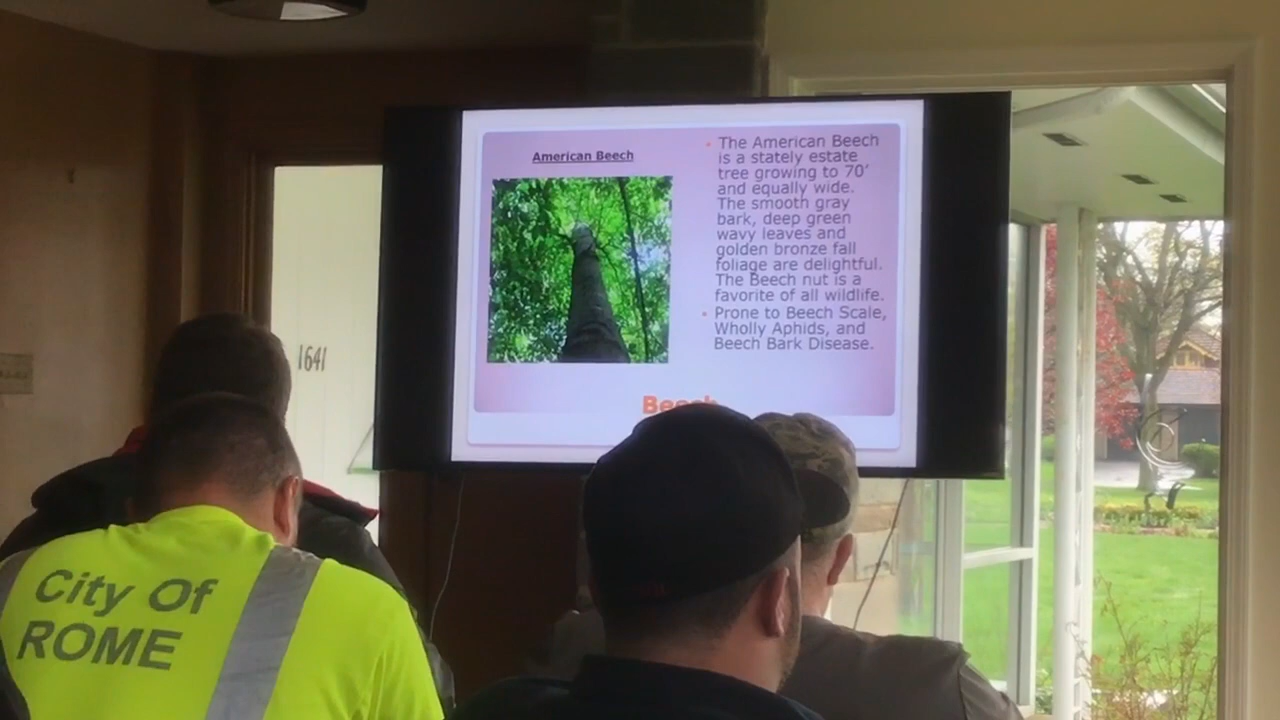 American Beech
The American Beech
is a stately estate
tree growing to 70'
and equally wide.
The smooth gray
bark, deep green
wavy leaves and
golden bronze fall
foliage are delightful.
The Beech nut is a
favorite of all wildlife.
Prone to Beech Scale,
Wholly Aphids, and
Beech Bark Disease.
Beech
1641
City Of
ROME